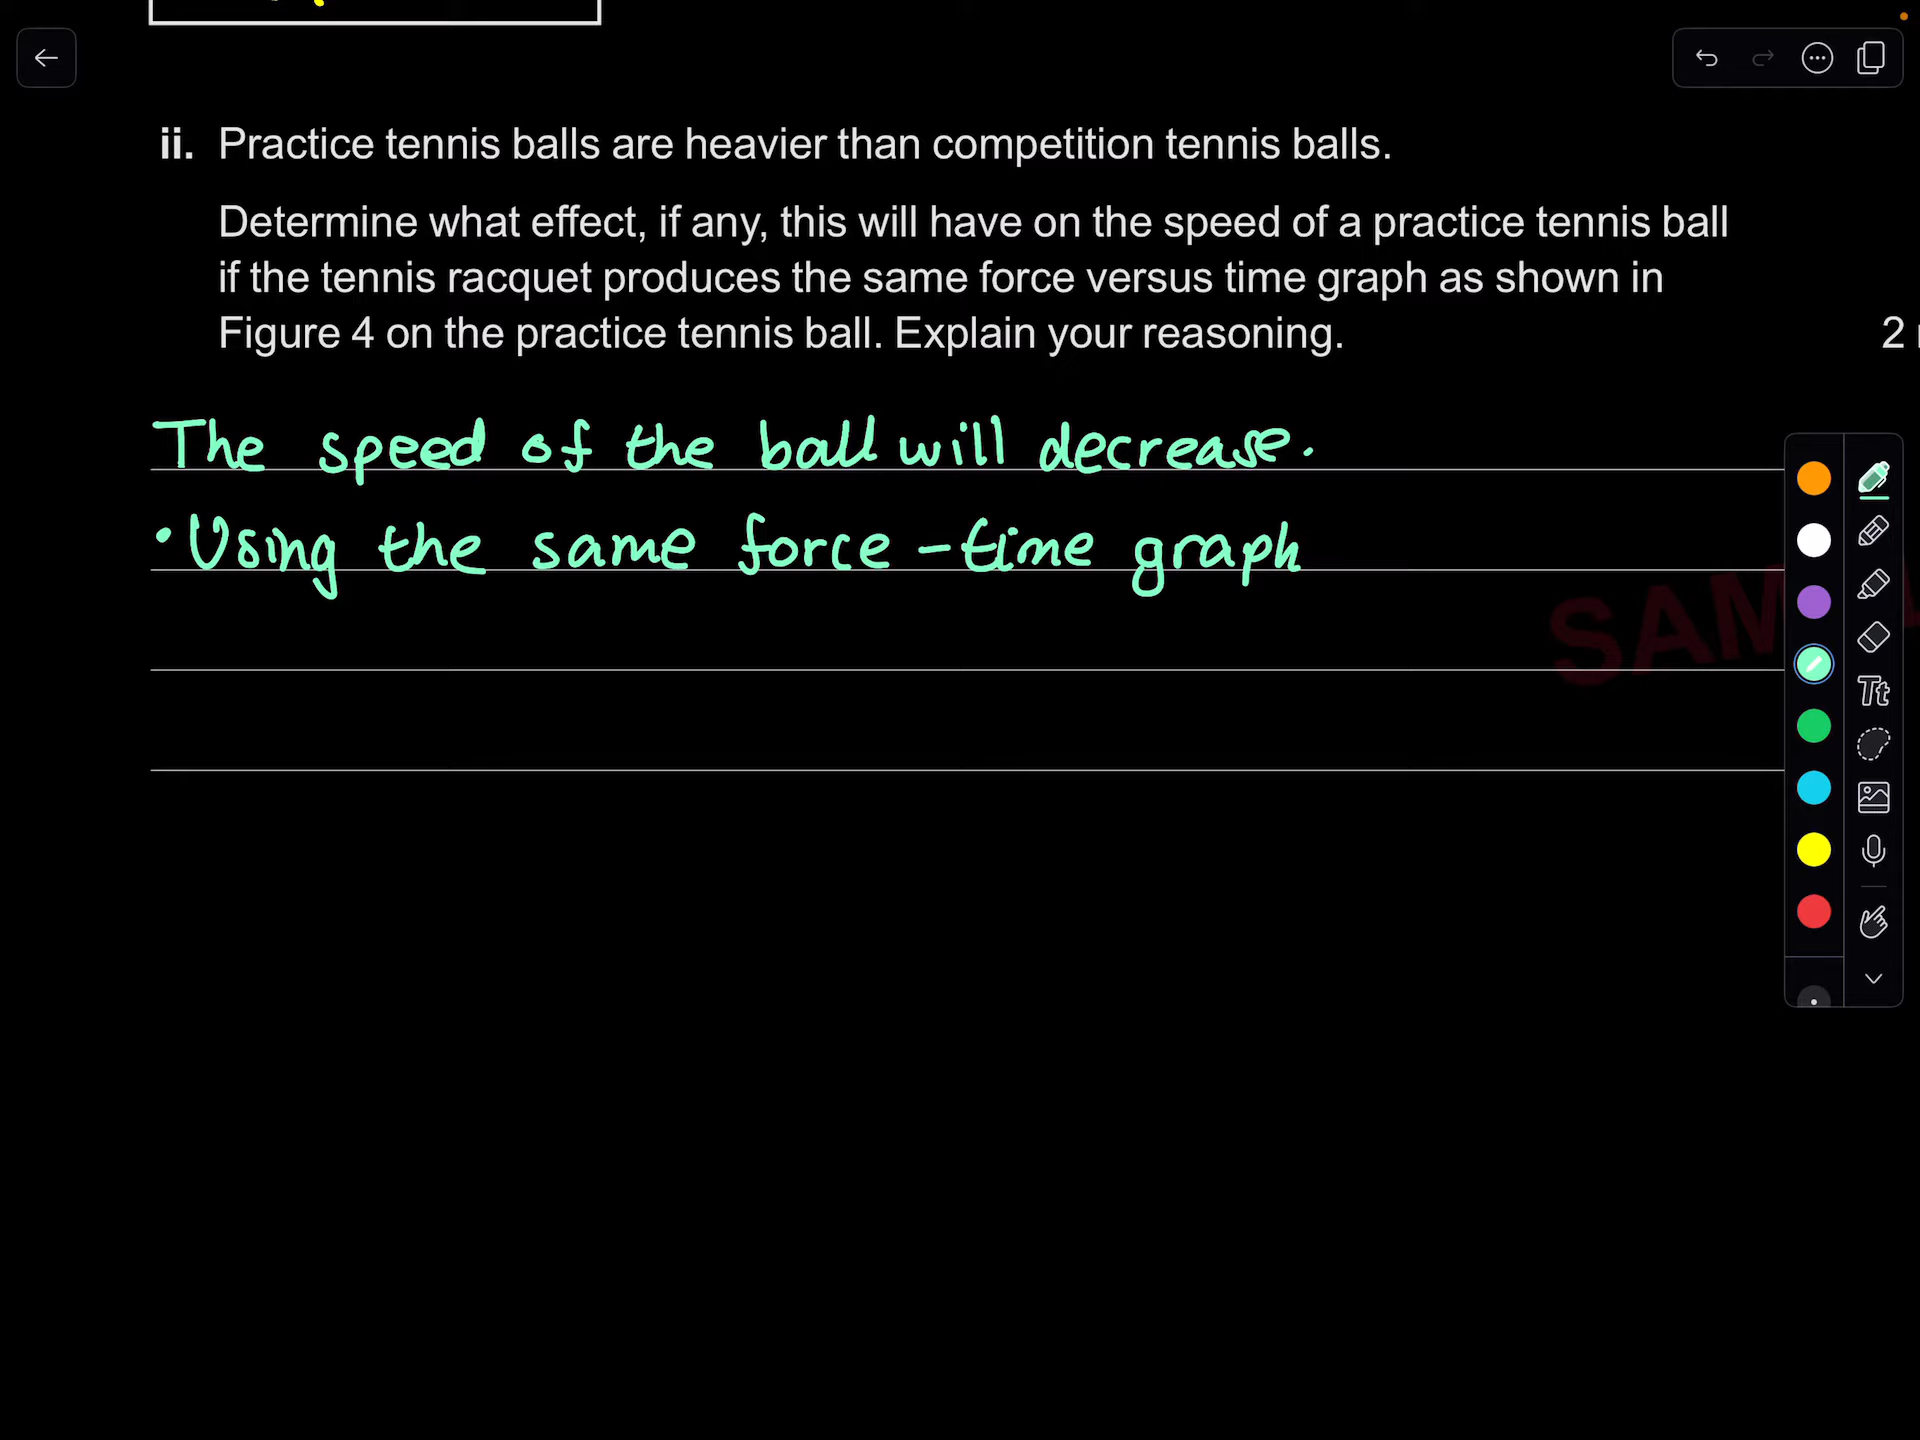 ii. Practice tennis balls are heavier than competition tennis balls.
Determine what effect, if any, this will have on the speed of a practice tennis ball
if the tennis racquet produces the same force versus time graph as shown in
Figure 4 on the practice tennis ball. Explain your reasoning.
2
The speed of the ball will decrease.
• Using the same force-time graph
SAM
Tt